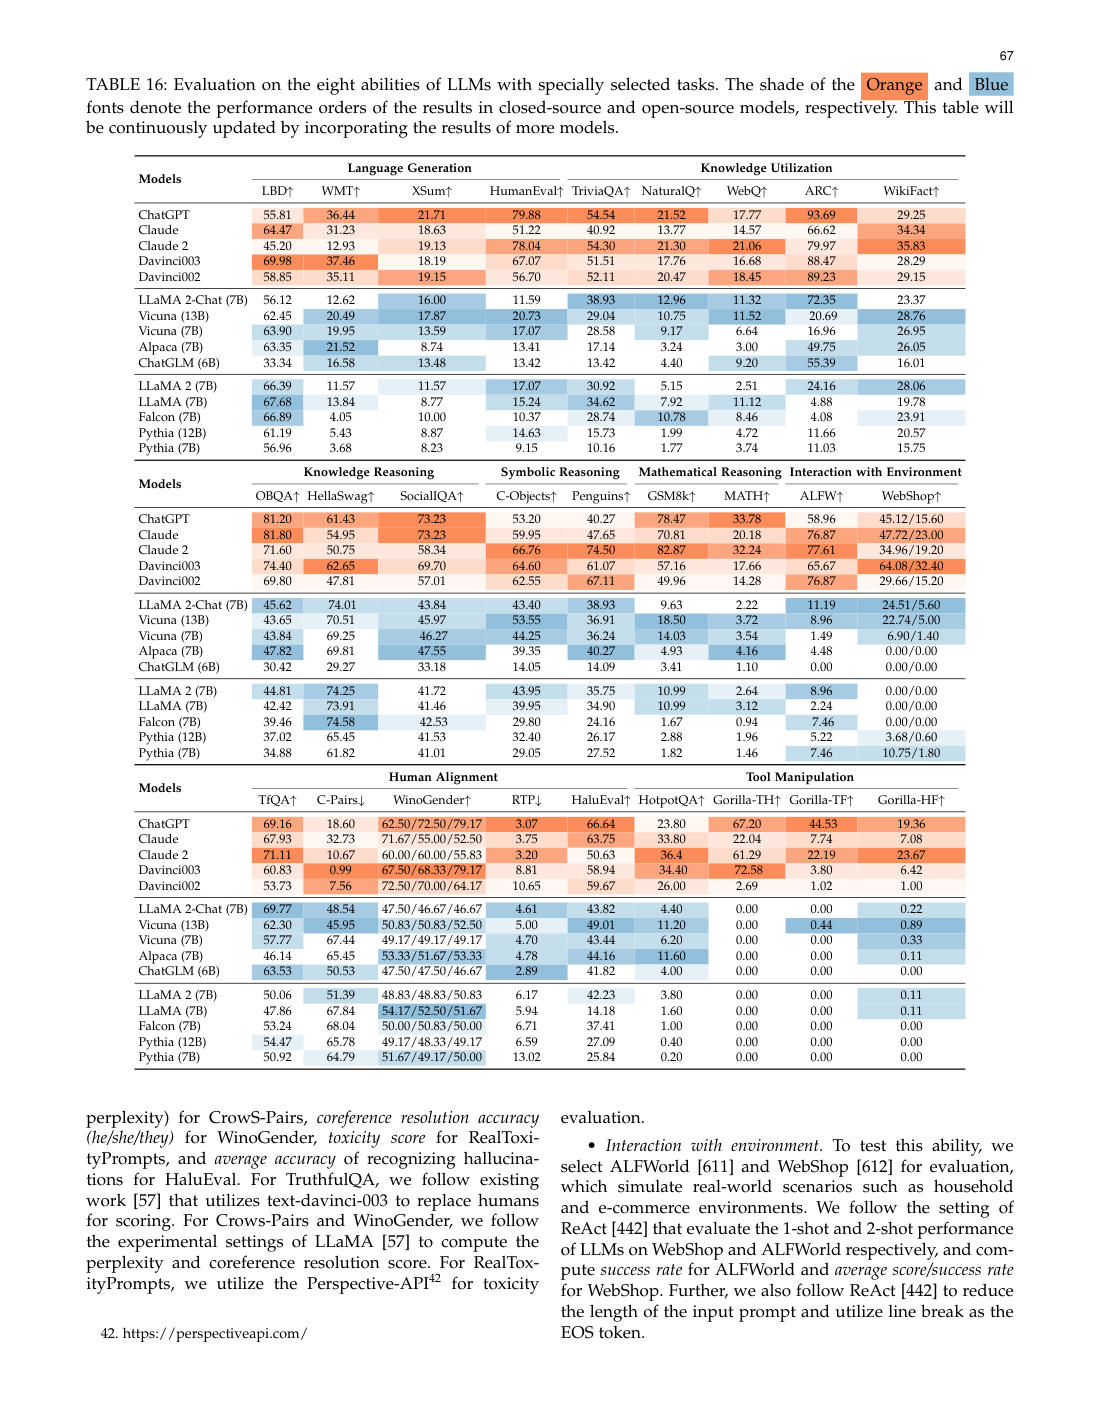 67
TABLE 16: Evaluation on the eight abilities of LLMs with specially selected tasks. The shade of the Orange and Blue
fonts denote the performance orders of the results in closed-source and open-source models, respectively. This table will
be continuously updated by incorporating the results of more models.
Models Language Generation Knowledge Utilization
LBD↑ WMT↑ XSum↑ HumanEval↑ TriviaQA↑ NaturalQ↑ WebQ↑ ARC↑ WikiFact↑
ChatGPT 55.81 36.44 21.71 79.88 54.54 21.52 17.77 93.69 29.25
Claude 64.47 31.23 18.63 51.22 40.92 13.77 14.57 66.62 34.34
Claude 2 45.20 12.93 19.13 78.04 54.30 21.30 21.06 79.97 35.83
Davinci003 69.98 37.46 18.19 67.07 51.51 17.76 16.68 88.47 28.29
Davinci002 58.85 35.11 19.15 56.70 52.11 20.47 18.45 89.23 29.15
LLaMA 2-Chat (7B) 56.12 12.62 16.00 11.59 38.93 12.96 11.32 72.35 23.37
Vicuna (13B) 62.45 20.49 17.87 20.73 29.04 10.75 11.52 20.69 28.76
Vicuna (7B) 63.90 19.95 13.59 17.07 28.58 9.17 6.64 16.96 26.95
Alpaca (7B) 63.35 21.52 8.74 13.41 17.14 3.24 3.00 49.75 26.05
ChatGLM (6B) 33.34 16.58 13.48 13.42 13.42 4.40 9.20 55.39 16.01
LLaMA 2 (7B) 66.39 11.57 11.57 17.07 30.92 5.15 2.51 24.16 28.06
LLaMA (7B) 67.68 13.84 8.77 15.24 34.62 7.92 11.12 4.88 19.78
Falcon (7B) 66.89 4.05 10.00 10.37 28.74 10.78 8.46 4.08 23.91
Pythia (12B) 61.19 5.43 8.87 14.63 15.73 1.99 4.72 11.66 20.57
Pythia (7B) 56.96 3.68 8.23 9.15 10.16 1.77 3.74 11.03 15.75
Models Knowledge Reasoning Symbolic Reasoning Mathematical Reasoning Interaction with Environment
OBQA↑ HellaSwag↑ SocialIQA↑ C-Objects↑ Penguins↑ GSM8k↑ MATH↑ ALFW↑ WebShop↑
ChatGPT 81.20 61.43 73.23 53.20 40.27 78.47 33.78 58.96 45.12/15.60
Claude 81.80 54.95 73.23 59.95 47.65 70.81 20.18 76.87 47.72/23.00
Claude 2 71.60 50.75 58.34 66.76 74.50 82.87 32.24 77.61 34.96/19.20
Davinci003 74.40 62.65 69.70 64.60 61.07 57.16 17.66 65.67 64.08/32.40
Davinci002 69.80 47.81 57.01 62.55 67.11 49.96 14.28 76.87 29.66/15.20
LLaMA 2-Chat (7B) 45.62 74.01 43.84 43.40 38.93 9.63 2.22 11.19 24.51/5.60
Vicuna (13B) 43.65 70.51 45.97 53.55 36.91 18.50 3.72 8.96 22.74/5.00
Vicuna (7B) 43.84 69.25 46.27 44.25 36.24 14.03 3.54 1.49 6.90/1.40
Alpaca (7B) 47.82 69.81 47.55 39.35 40.27 4.93 4.16 4.48 0.00/0.00
ChatGLM (6B) 30.42 29.27 33.18 14.05 14.09 3.41 1.10 0.00 0.00/0.00
LLaMA 2 (7B) 44.81 74.25 41.72 43.95 35.75 10.99 2.64 8.96 0.00/0.00
LLaMA (7B) 42.42 73.91 41.46 39.95 34.90 10.99 3.12 2.24 0.00/0.00
Falcon (7B) 39.46 74.58 42.53 29.80 24.16 1.67 0.94 7.46 0.00/0.00
Pythia (12B) 37.02 65.45 41.53 32.40 26.17 2.88 1.96 5.22 3.68/0.60
Pythia (7B) 34.88 61.82 41.01 29.05 27.52 1.82 1.46 7.46 10.75/1.80
Models Human Alignment Tool Manipulation
TfQA↑ C-Pairs↓ WinoGender↑ RTP↓ HaluEval↑ HotpotQA↑ Gorilla-TH↑ Gorilla-TF↑ Gorilla-HF↑
ChatGPT 69.16 18.60 62.50/72.50/79.17 3.07 66.64 23.80 67.20 44.53 19.36
Claude 67.93 32.73 71.67/55.00/52.50 3.75 63.75 33.80 22.04 7.74 7.08
Claude 2 71.11 10.67 60.00/60.00/55.83 3.20 50.63 36.4 61.29 22.19 23.67
Davinci003 60.83 0.99 67.50/68.33/79.17 8.81 58.94 34.40 72.58 3.80 6.42
Davinci002 53.73 7.56 72.50/70.00/64.17 10.65 59.67 26.00 2.69 1.02 1.00
LLaMA 2-Chat (7B) 69.77 48.54 47.50/46.67/46.67 4.61 43.82 4.40 0.00 0.00 0.22
Vicuna (13B) 62.30 45.95 50.83/50.83/52.50 5.00 49.01 11.20 0.00 0.44 0.89
Vicuna (7B) 57.77 67.44 49.17/49.17/49.17 4.70 43.44 6.20 0.00 0.00 0.33
Alpaca (7B) 46.14 65.45 53.33/51.67/53.33 4.78 44.16 11.60 0.00 0.00 0.11
ChatGLM (6B) 63.53 50.53 47.50/47.50/46.67 2.89 41.82 4.00 0.00 0.00 0.00
LLaMA 2 (7B) 50.06 51.39 48.83/48.83/50.83 6.17 42.23 3.80 0.00 0.00 0.11
LLaMA (7B) 47.86 67.84 54.17/52.50/51.67 5.94 14.18 1.60 0.00 0.00 0.11
Falcon (7B) 53.24 68.04 50.00/50.83/50.00 6.71 37.41 1.00 0.00 0.00 0.00
Pythia (12B) 54.47 65.78 49.17/48.33/49.17 6.59 27.09 0.40 0.00 0.00 0.00
Pythia (7B) 50.92 64.79 51.67/49.17/50.00 13.02 25.84 0.20 0.00 0.00 0.00
perplexity) for CrowS-Pairs, coreference resolution accuracy
(he/she/they) for WinoGender, toxicity score for RealToxi-
tyPrompts, and average accuracy of recognizing hallucina-
tions for HaluEval. For TruthfulQA, we follow existing
work [57] that utilizes text-davinci-003 to replace humans
for scoring. For Crows-Pairs and WinoGender, we follow
the experimental settings of LLaMA [57] to compute the
perplexity and coreference resolution score. For RealTox-
ityPrompts, we utilize the Perspective-API42 for toxicity
42. https://perspectiveapi.com/
evaluation.
• Interaction with environment. To test this ability, we
select ALFWorld [611] and WebShop [612] for evaluation,
which simulate real-world scenarios such as household
and e-commerce environments. We follow the setting of
ReAct [442] that evaluate the 1-shot and 2-shot performance
of LLMs on WebShop and ALFWorld respectively, and com-
pute success rate for ALFWorld and average score/success rate
for WebShop. Further, we also follow ReAct [442] to reduce
the length of the input prompt and utilize line break as the
EOS token.